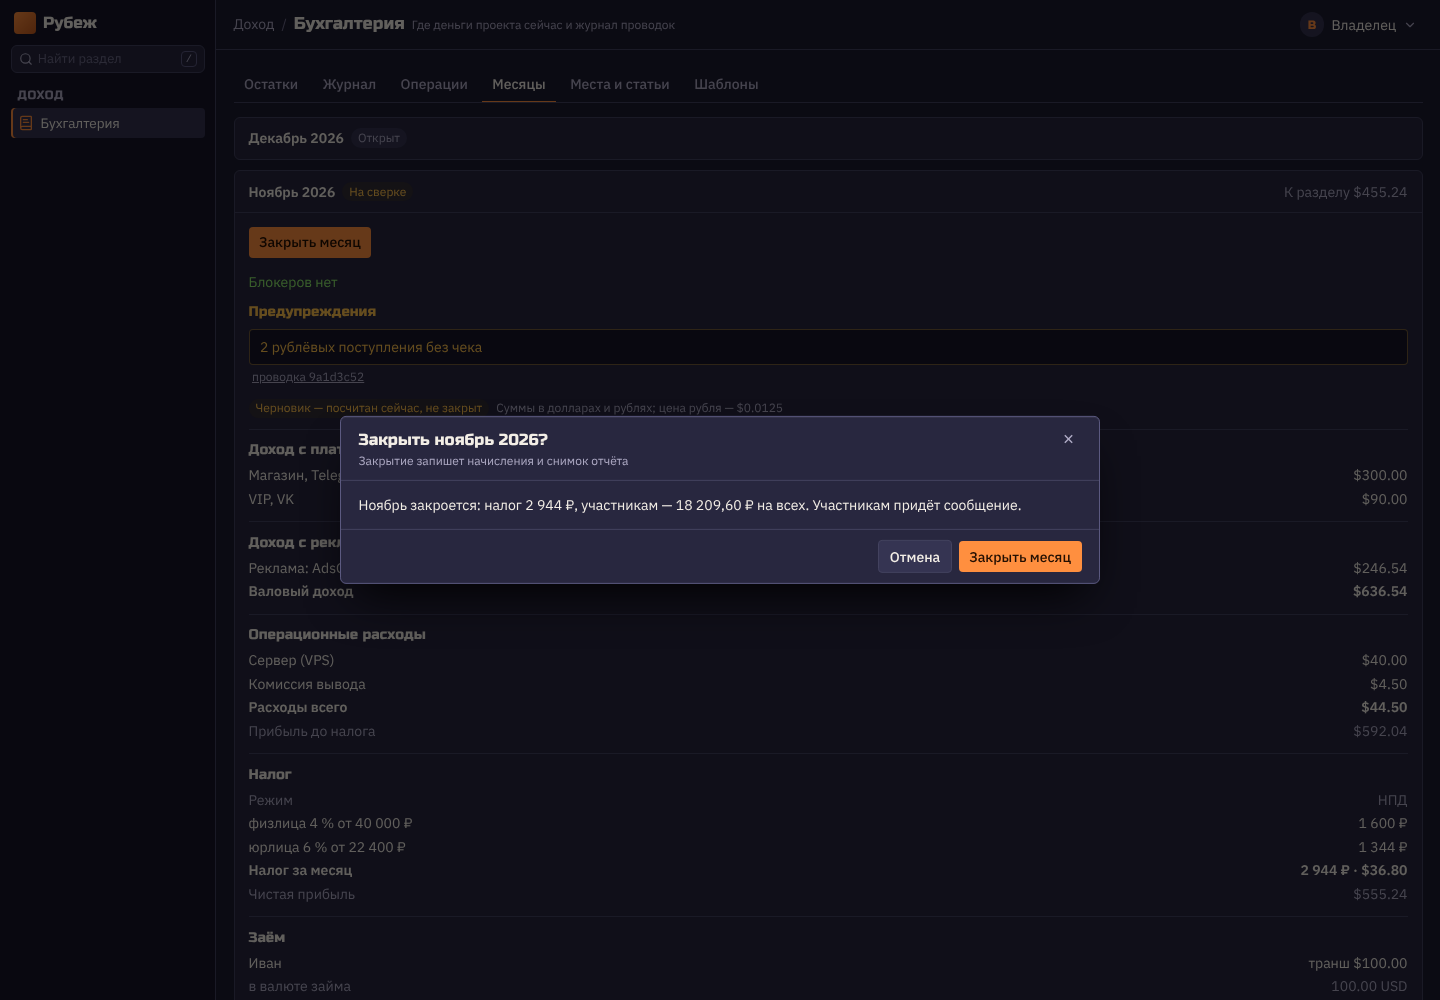 Рубеж
Найти раздел /
ДОХОД
Бухгалтерия
Доход / Бухгалтерия Где деньги проекта сейчас и журнал проводок
В Владелец
Остатки Журнал Операции Месяцы Места и статьи Шаблоны
Декабрь 2026 Открыт
Ноябрь 2026 На сверке К разделу $455.24
Закрыть месяц
Блокеров нет
Предупреждения
2 рублёвых поступления без чека
проводка 9a1d3c52
Черновик — посчитан сейчас, не закрыт Суммы в долларах и рублях; цена рубля — $0.0125
Закрыть ноябрь 2026?
Закрытие запишет начисления и снимок отчёта
Ноябрь закроется: налог 2 944 ₽, участникам — 18 209,60 ₽ на всех. Участникам придёт сообщение.
Отмена Закрыть месяц
Доход с
Магазин, $300.00
VIP, VK $90.00
Доход с
Реклама: $246.54
Валовый доход $636.54
Операционные расходы
Сервер (VPS) $40.00
Комиссия вывода $4.50
Расходы всего $44.50
Прибыль до налога $592.04
Налог
Режим НПД
физлица 4 % от 40 000 ₽ 1 600 ₽
юрлица 6 % от 22 400 ₽ 1 344 ₽
Налог за месяц 2 944 ₽ · $36.80
Чистая прибыль $555.24
Заём
Иван транш $100.00
в валюте займа 100.00 USD